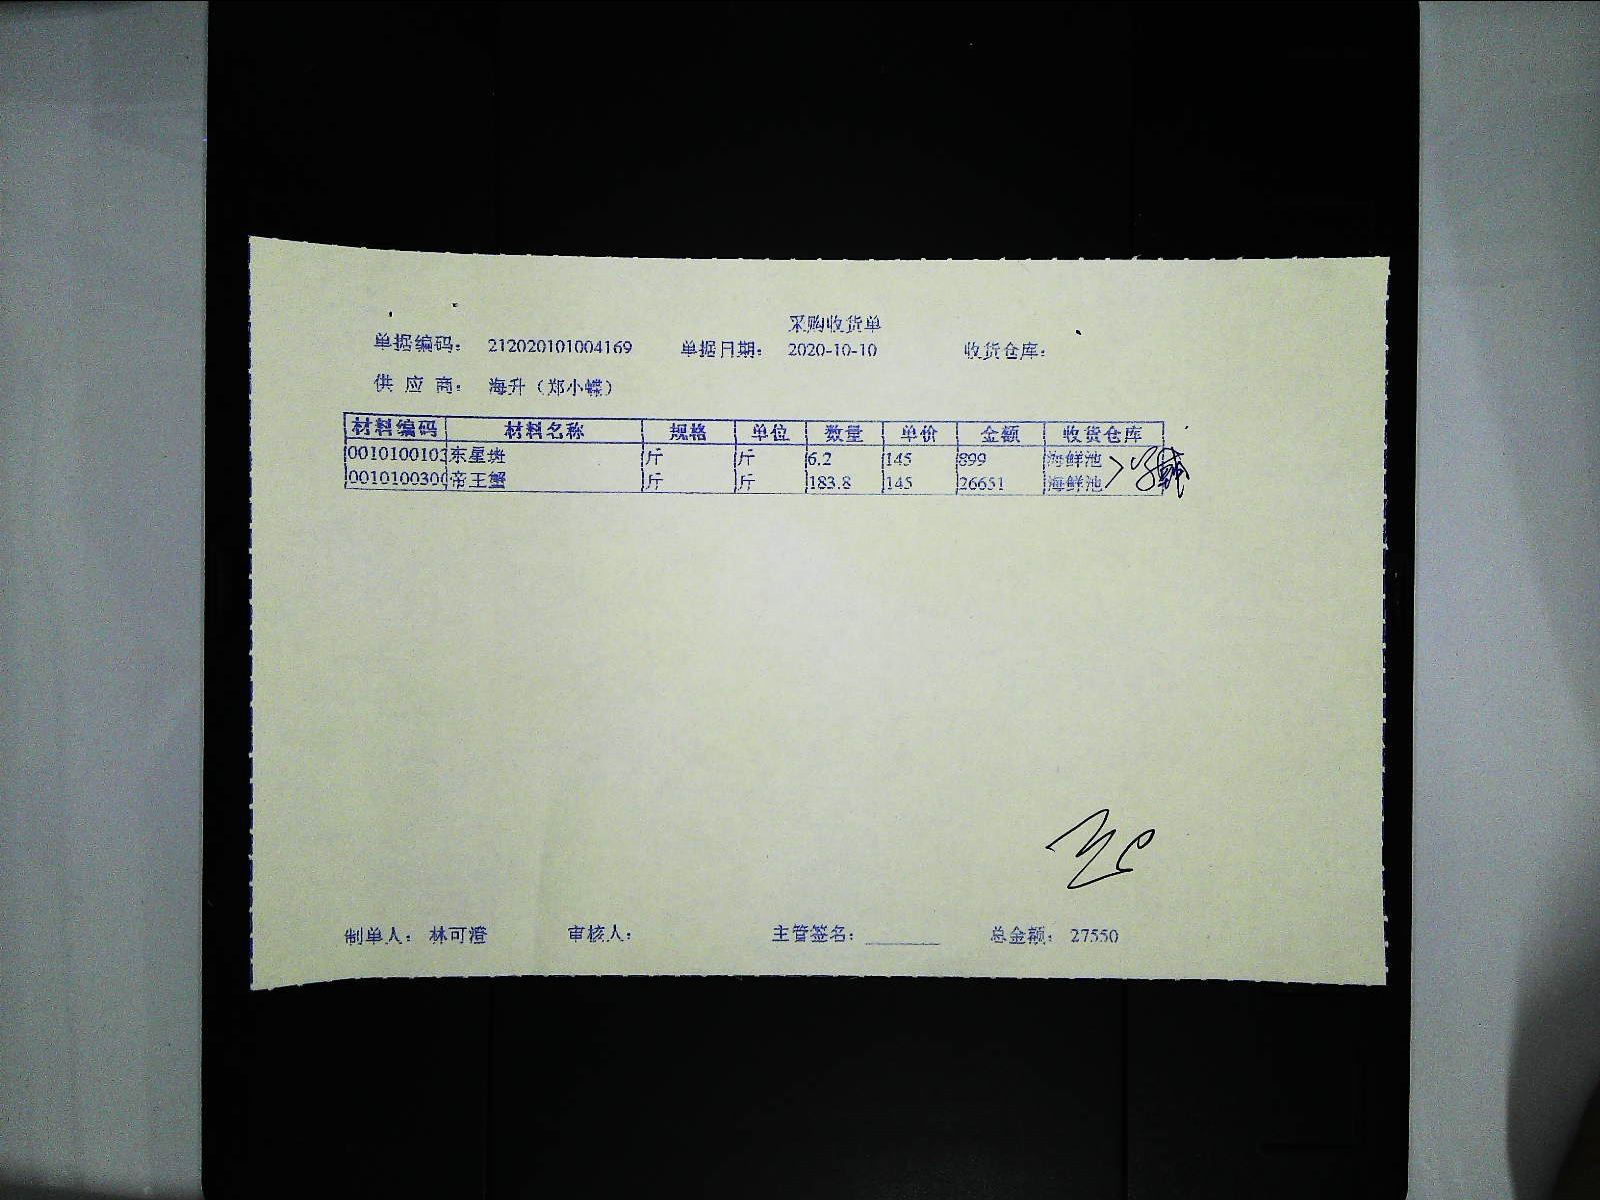 采购收货单
单据编码: 212020101004169 单据日期: 2020-10-10 收货仓库:
供 应 商: 海升（郑小蝶）
材料编码 材料名称 规格 单位 数量 单价 金额 收货仓库
0010100103 东星斑 斤 斤 6.2 145 899 海鲜池
001010030 帝王蟹 斤 斤 183.8 145 26651 海鲜池
制单人: 林可澄 审核人: 主管签名: ______ 总金额: 27550